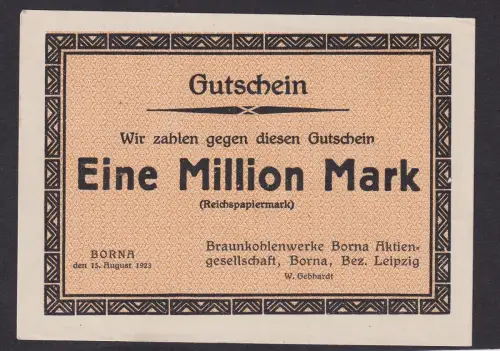 Gutschein
Wir zahlen gegen diesen Gutschein
Eine Million Mark
(Reichspapiermark)
BORNA
den 15. August 1923
Braunkohlenwerke Borna Aktien-
gesellschaft, Borna, Bez. Leipzig
W. Gebhardt